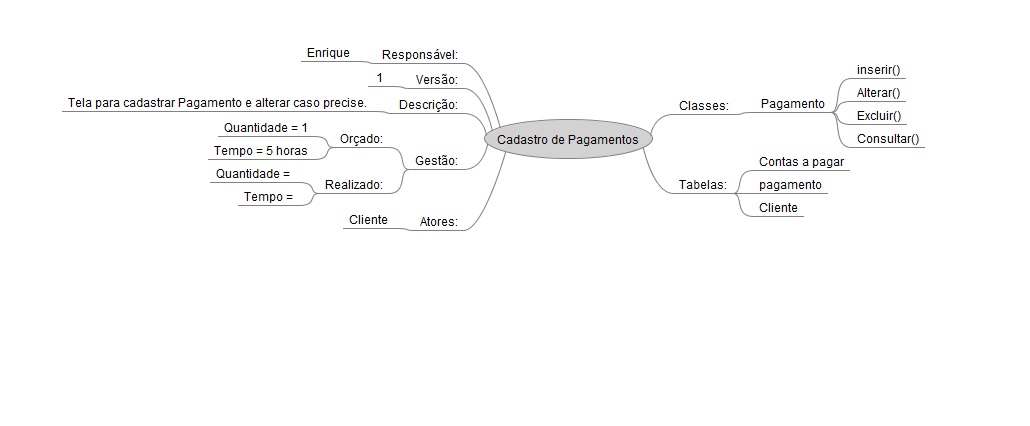 Cadastro de Pagamentos
Responsável:
Enrique
Versão:
1
Descrição:
Tela para cadastrar Pagamento e alterar caso precise.
Gestão:
Orçado:
Quantidade = 1
Tempo = 5 horas
Realizado:
Quantidade =
Tempo =
Atores:
Cliente
Classes:
Pagamento
inserir()
Alterar()
Excluir()
Consultar()
Tabelas:
Contas a pagar
pagamento
Cliente